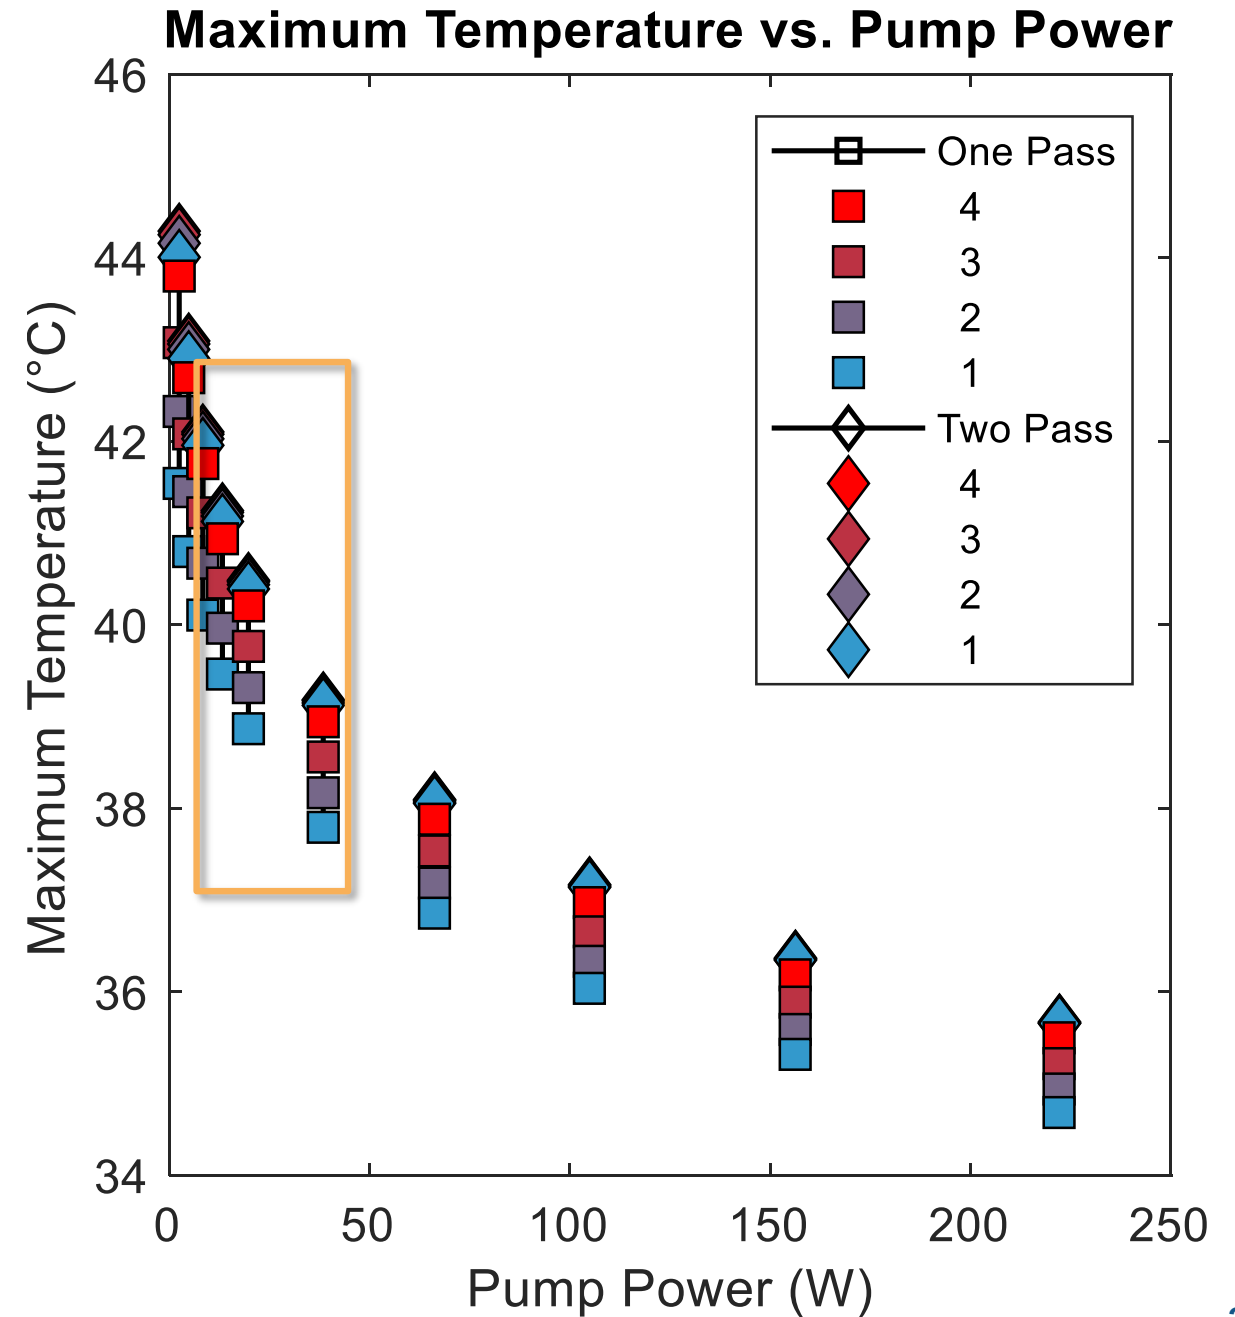 Maximum Temperature vs. Pump Power
46
44
42
40
38
36
34
Maximum Temperature (°C)
One Pass
4
3
2
1
Two Pass
4
3
2
1
0 50 100 150 200 250
Pump Power (W)